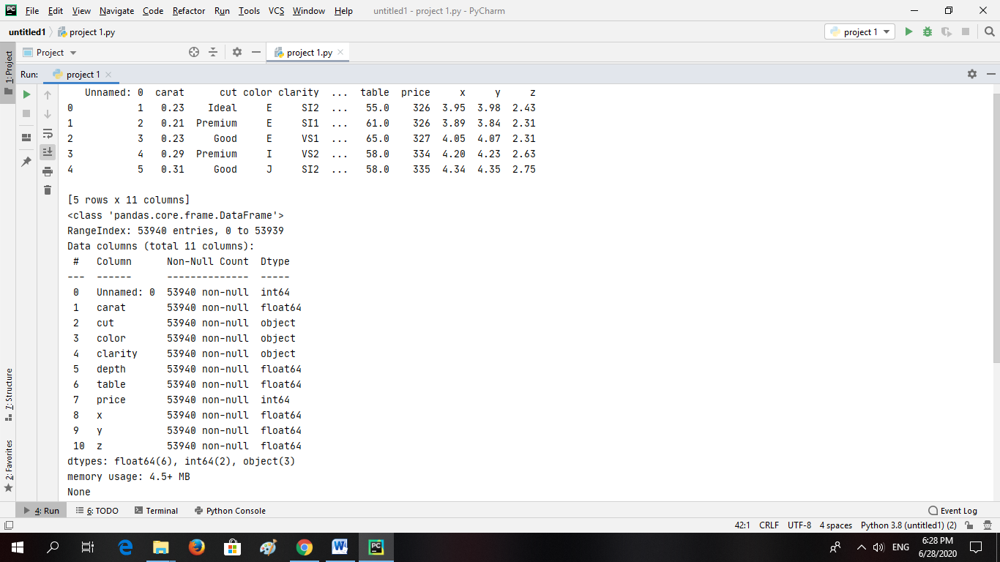 PC File Edit View Navigate Code Refactor Run Tools VCS Window Help untitled1 - project 1.py - PyCharm
untitled1 project 1.py project 1
1: Project Project project 1.py
Run: project 1
   Unnamed: 0  carat      cut color clarity  ...  table  price     x     y     z
0           1   0.23    Ideal     E     SI2  ...   55.0    326  3.95  3.98  2.43
1           2   0.21  Premium     E     SI1  ...   61.0    326  3.89  3.84  2.31
2           3   0.23     Good     E     VS1  ...   65.0    327  4.05  4.07  2.31
3           4   0.29  Premium     I     VS2  ...   58.0    334  4.20  4.23  2.63
4           5   0.31     Good     J     SI2  ...   58.0    335  4.34  4.35  2.75
[5 rows x 11 columns]
<class 'pandas.core.frame.DataFrame'>
RangeIndex: 53940 entries, 0 to 53939
Data columns (total 11 columns):
 #   Column      Non-Null Count  Dtype
---  ------      --------------  -----
 0   Unnamed: 0  53940 non-null  int64
 1   carat       53940 non-null  float64
 2   cut         53940 non-null  object
 3   color       53940 non-null  object
 4   clarity     53940 non-null  object
 5   depth       53940 non-null  float64
 6   table       53940 non-null  float64
 7   price       53940 non-null  int64
 8   x           53940 non-null  float64
 9   y           53940 non-null  float64
 10  z           53940 non-null  float64
dtypes: float64(6), int64(2), object(3)
memory usage: 4.5+ MB
None
7: Structure
2: Favorites
4: Run 6: TODO Terminal Python Console Event Log
42:1 CRLF UTF-8 4 spaces Python 3.8 (untitled1) (2)
W PC ENG 6:28 PM
6/28/2020